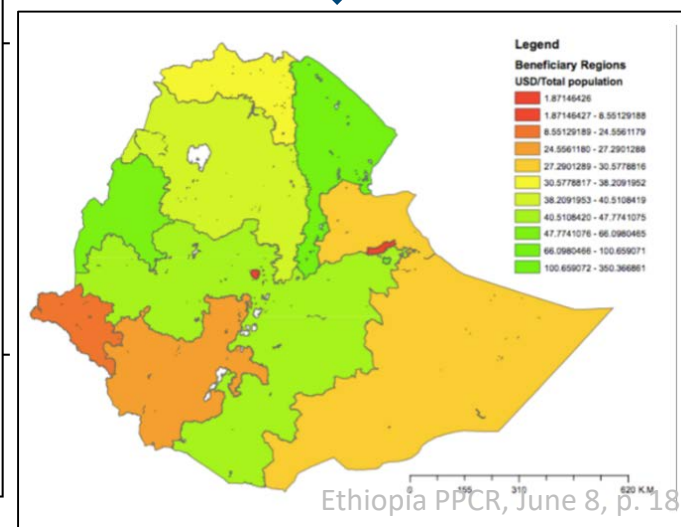 Legend
Beneficiary Regions
USD/Total population
1.87146426
1.87146427 - 8.55129188
8.55129189 - 24.5561179
24.5561180 - 27.2901288
27.2901289 - 30.5778816
30.5778817 - 38.2091952
38.2091953 - 40.5108419
40.5108420 - 47.7741075
47.7741076 - 66.0980465
66.0980466 - 100.659071
100.659072 - 350.366861
0 155 310 620 K.M
Ethiopia PPCR, June 8, p. 18